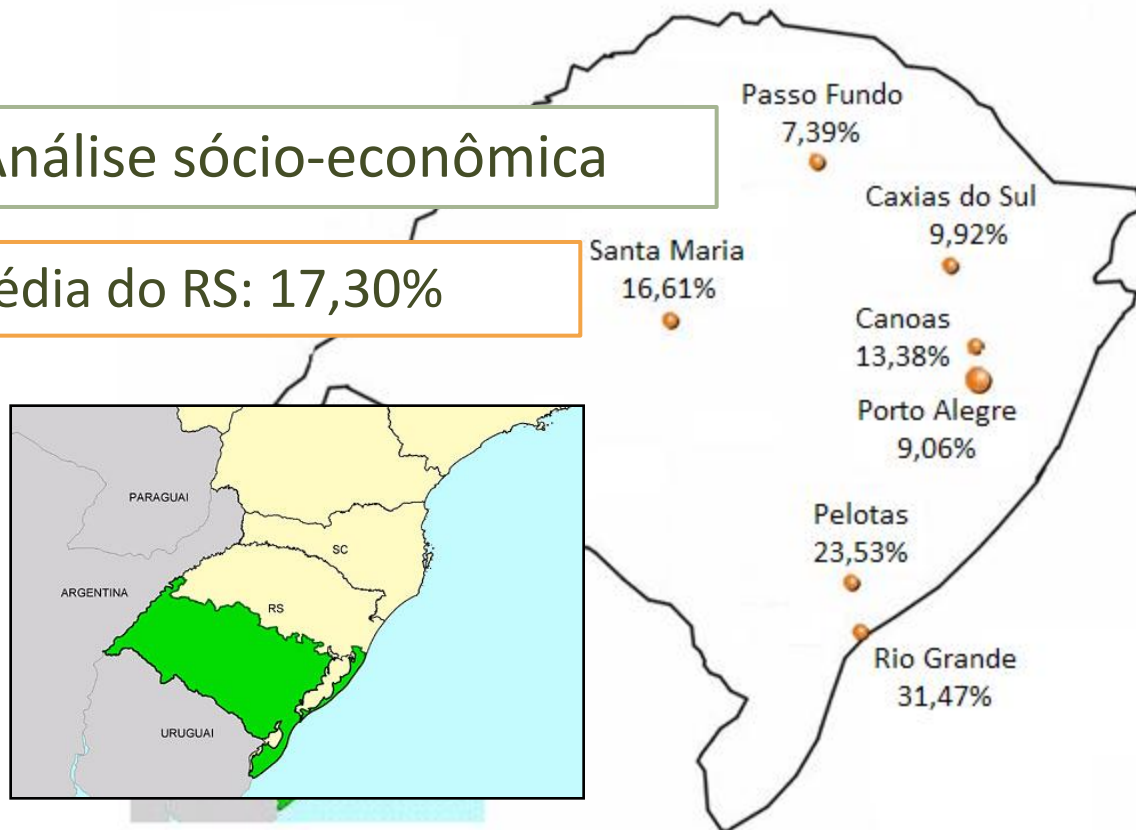 Análise sócio-econômica
édia do RS: 17,30%
Passo Fundo
7,39%
Caxias do Sul
9,92%
Santa Maria
16,61%
Canoas
13,38%
Porto Alegre
9,06%
Pelotas
23,53%
Rio Grande
31,47%
PARAGUAI
SC
ARGENTINA
RS
URUGUAI